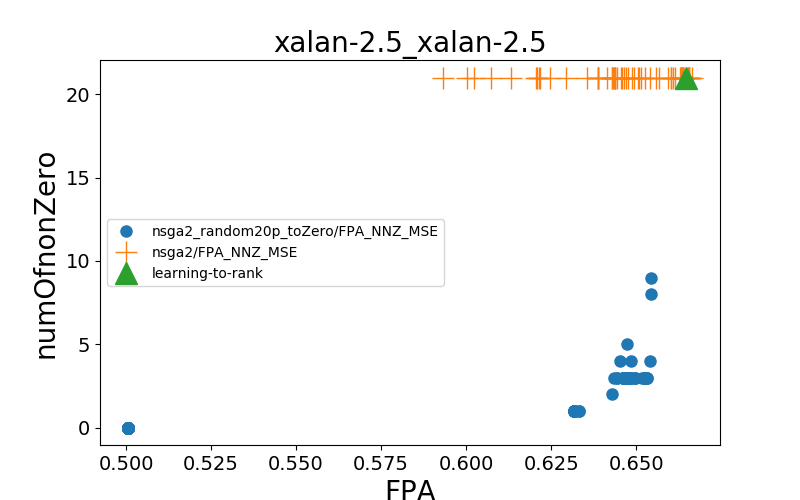 xalan-2.5_xalan-2.5
numOfnonZero
20
15
10
5
0
nsga2_random20p_toZero/FPA_NNZ_MSE
nsga2/FPA_NNZ_MSE
learning-to-rank
0.500 0.525 0.550 0.575 0.600 0.625 0.650
FPA